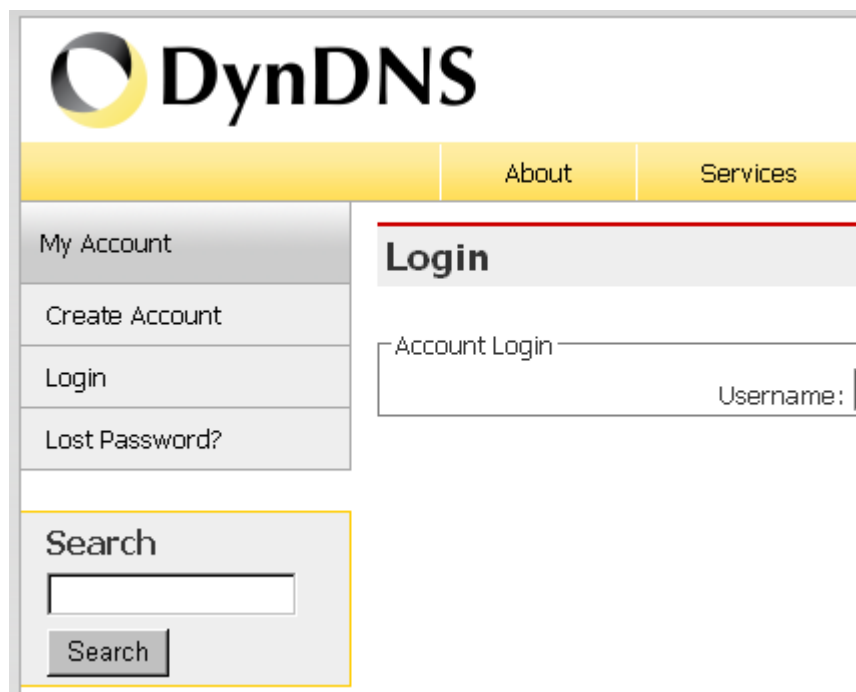 DynDNS
About
Services
My Account
Create Account
Login
Lost Password?
Search
Search
Login
Account Login
Username: